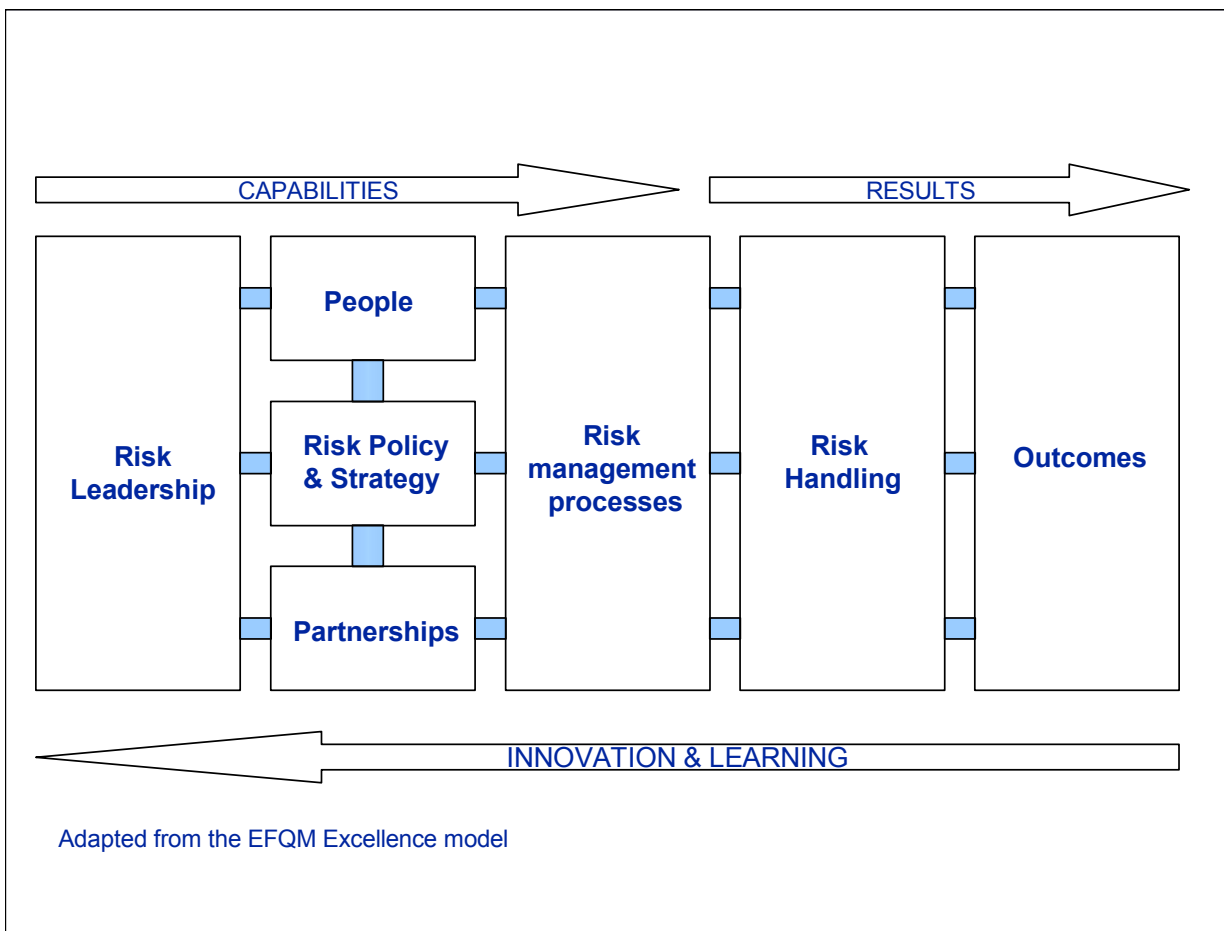 CAPABILITIES
RESULTS
People
Risk
Leadership
Risk Policy
& Strategy
Partnerships
Risk
management
processes
Risk
Handling
Outcomes
INNOVATION & LEARNING
Adapted from the EFQM Excellence model